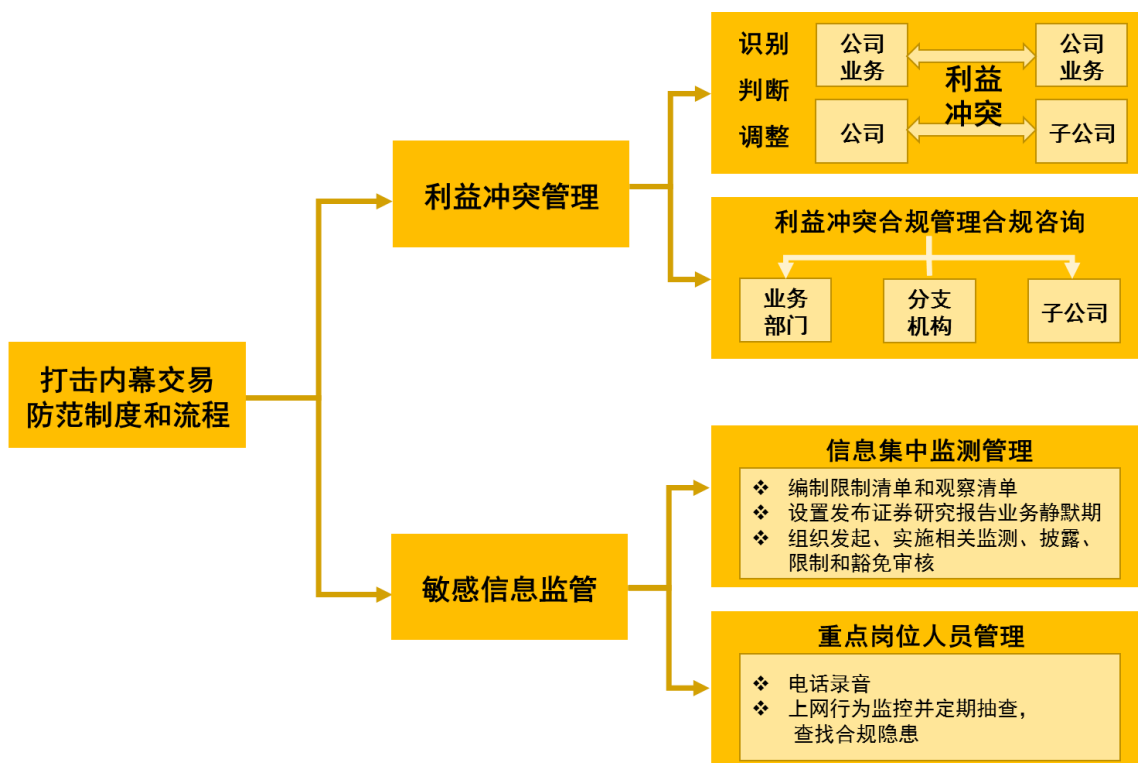 打击内幕交易
防范制度和流程
利益冲突管理
识别
判断
调整
公司
业务
公司
业务
利益
冲突
公司
子公司
利益冲突合规管理合规咨询
业务
部门
分支
机构
子公司
敏感信息监管
信息集中监测管理
❖ 编制限制清单和观察清单
❖ 设置发布证券研究报告业务静默期
❖ 组织发起、实施相关监测、披露、
限制和豁免审核
重点岗位人员管理
❖ 电话录音
❖ 上网行为监控并定期抽查，
查找合规隐患